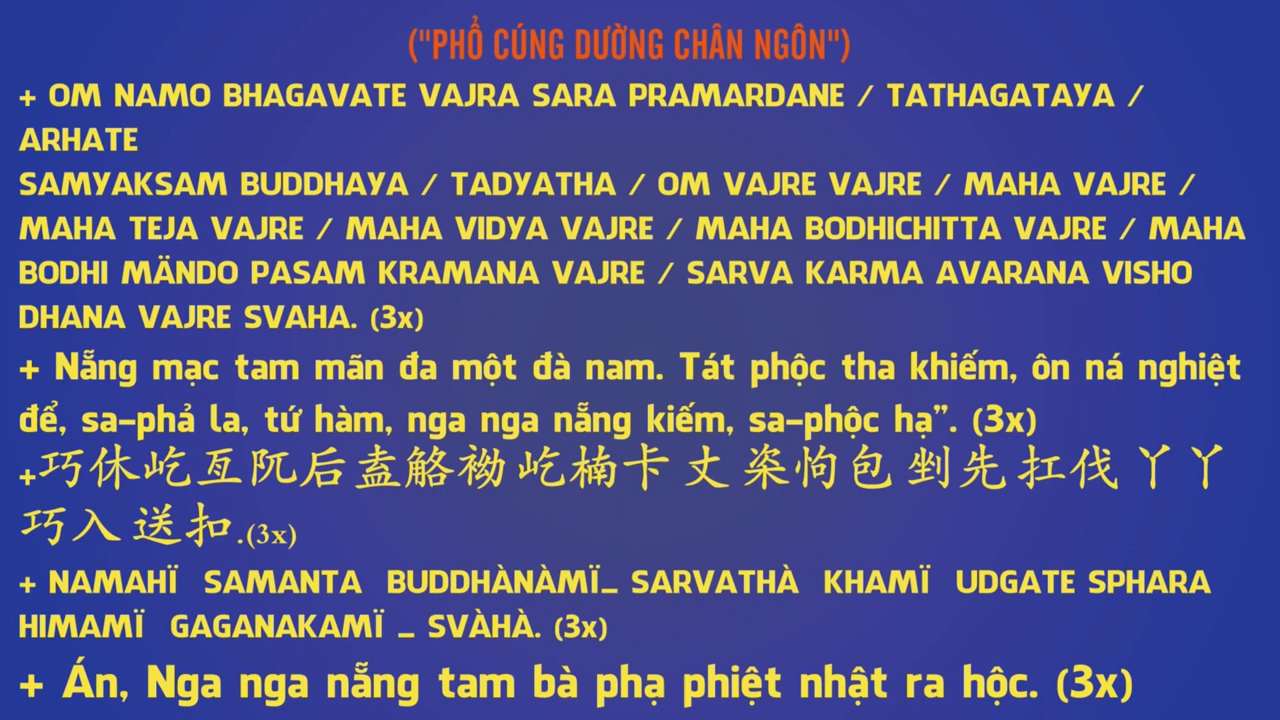 ("PHỔ CÚNG DƯỜNG CHÂN NGÔN")
+ OM NAMO BHAGAVATE VAJRA SARA PRAMARDANE / TATHAGATAYA /
ARHATE
SAMYAKSAM BUDDHAYA / TADYATHA / OM VAJRE VAJRE / MAHA VAJRE /
MAHA TEJA VAJRE / MAHA VIDYA VAJRE / MAHA BODHICHITTA VAJRE / MAHA
BODHI MÄNDO PASAM KRAMANA VAJRE / SARVA KARMA AVARANA VISHO
DHANA VAJRE SVAHA. (3x)
+ Nẵng mạc tam mãn đa một đà nam. Tát phộc tha khiếm, ôn ná nghiệt
để, sa-phả la, tứ hàm, nga nga nẵng kiếm, sa-phộc hạ”. (3x)
+巧休屹亙阢后盍觡衪屹楠卡丈 粢怐包 剉先 扛伐 丫丫
巧入送扣.(3x)
+ NAMAHÏ SAMANTA BUDDHÀNÀMÏ_ SARVATHÀ KHAMÏ UDGATE SPHARA
HIMAMÏ GAGANAKAMÏ _ SVÀHÀ. (3x)
+ Án, Nga nga nẵng tam bà phạ phiệt nhật ra hộc. (3x)